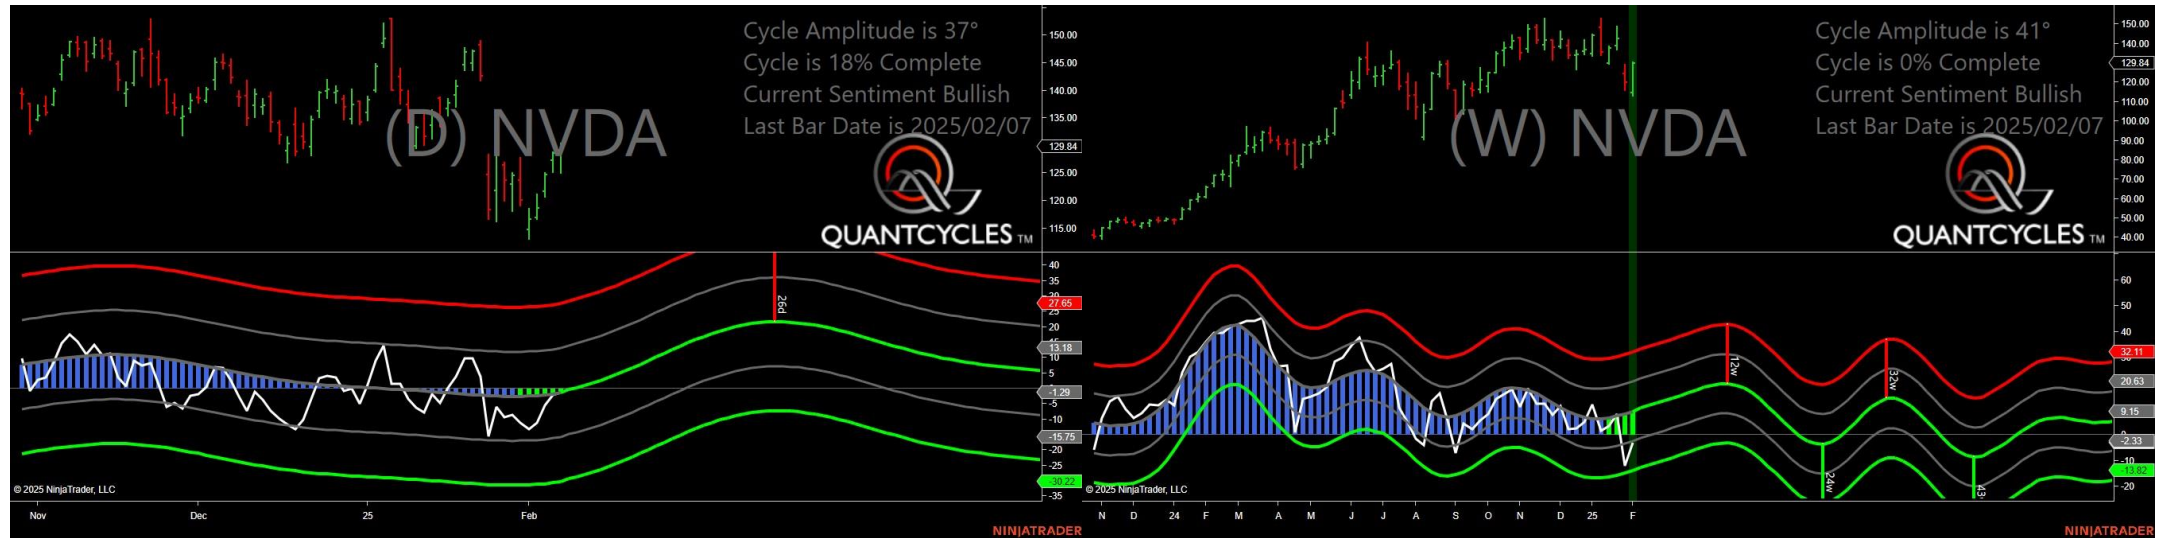 Cycle Amplitude is 37°
Cycle is 18% Complete
Current Sentiment Bullish
Last Bar Date is 2025/02/07
(D) NVDA
QUANTCYCLES TM
150.00
145.00
140.00
135.00
129.84
125.00
120.00
115.00
40
35
27.65
25
20
13.18
10
5
-1.29
-5
-10
-15.75
-20
-25
-30.22
-35
26d
© 2025 NinjaTrader, LLC
Nov
Dec
25
Feb
NINJATRADER
Cycle Amplitude is 41°
Cycle is 0% Complete
Current Sentiment Bullish
Last Bar Date is 2025/02/07
(W) NVDA
QUANTCYCLES TM
150.00
140.00
129.84
120.00
110.00
100.00
90.00
80.00
70.00
60.00
50.00
40.00
60
50
40
32.11
20.63
9.15
-2.33
-10
-13.82
-20
12w
24w
32w
43
© 2025 NinjaTrader, LLC
N
D
24
F
M
A
M
J
J
A
S
O
N
D
25
F
NINJATRADER